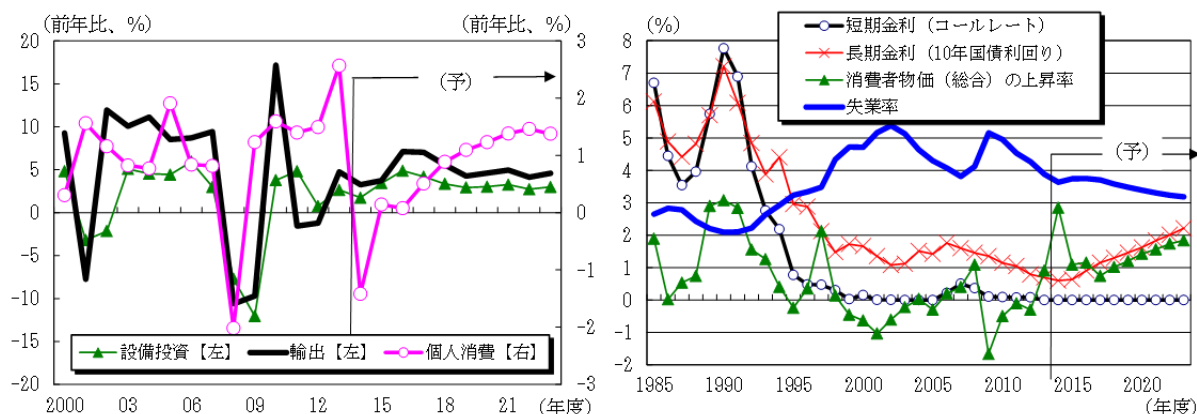 (前年比、%)
(前年比、%)
20
15
10
5
0
-5
-10
-15
-20
3
2
1
0
-1
-2
-3
(予)
設備投資【左】 輸出【左】 個人消費【右】
2000 03 06 09 12 15 18 21
(年度)
(%)
短期金利 (コールレート)
長期金利 (10年国債利回り)
消費者物価 (総合) の上昇率
失業率
8
7
6
5
4
3
2
1
0
-1
-2
(予)
1985 1990 1995 2000 2005 2010 2015 2020
(年度)